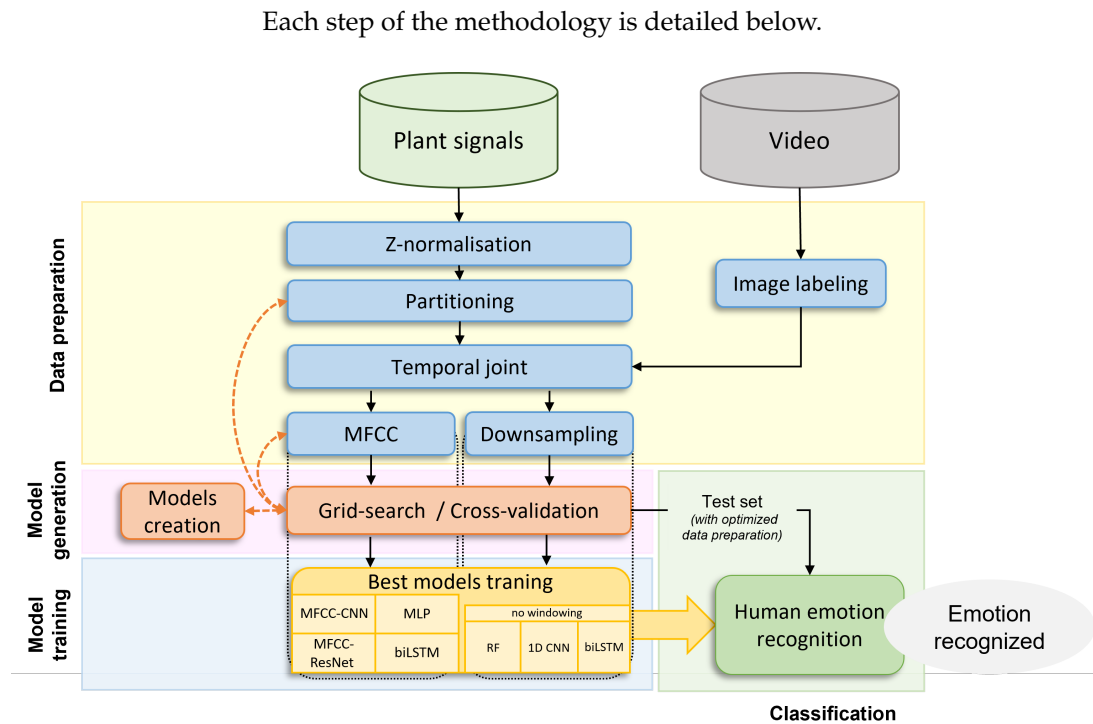 Each step of the methodology is detailed below.
Plant signals
Video
Data preparation
Z-normalisation
Partitioning
Image labeling
Temporal joint
MFCC
Downsampling
Model
generation
Models
creation
Grid-search / Cross-validation
Test set
(with optimized
data preparation)
Model
training
Best models traning
MFCC-CNN
MLP
MFCC-
ResNet
biLSTM
no windowing
RF
1D CNN
biLSTM
Human emotion
recognition
Emotion
recognized
Classification